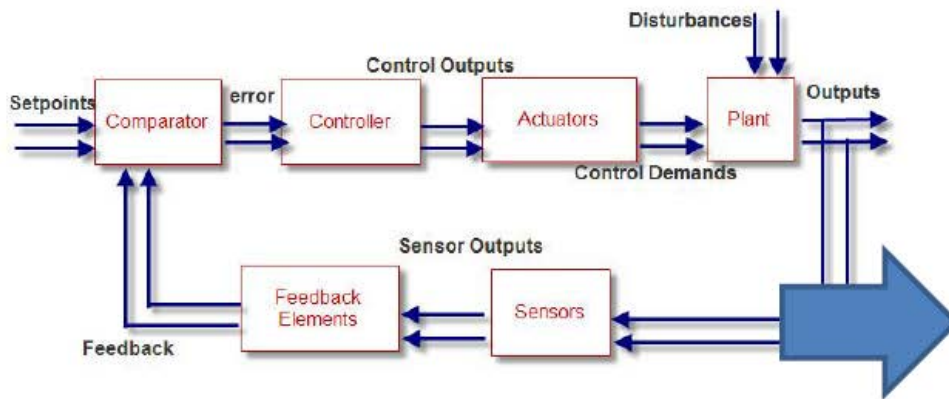 Disturbances
Control Outputs
Setpoints
error
Outputs
Comparator
Controller
Actuators
Plant
Control Demands
Sensor Outputs
Feedback
Elements
Sensors
Feedback